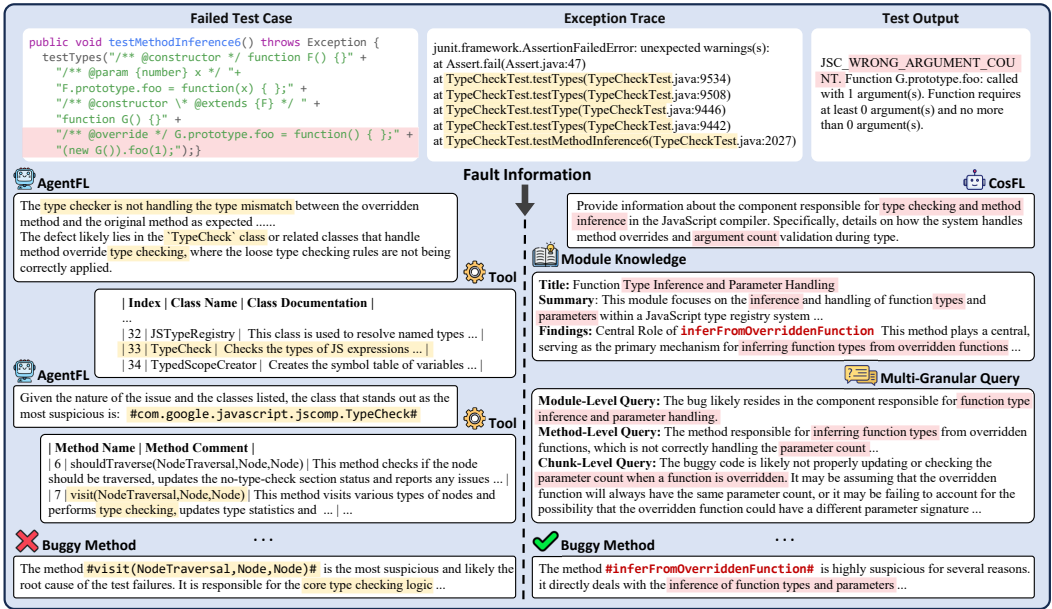 Failed Test Case
public void testMethodInference6() throws Exception {
testTypes("/** @constructor */ function F() {}" +
"/** @param {number} x */ "+
"F.prototype.foo = function(x) { };" +
"/** @constructor \* @extends {F} */ " +
"function G() {}" +
"/** @override */ G.prototype.foo = function() { };" +
"(new G()).foo(1);");}
Exception Trace
junit.framework.AssertionFailedError: unexpected warnings(s):
at Assert.fail(Assert.java:47)
at TypeCheckTest.testTypes(TypeCheckTest.java:9534)
at TypeCheckTest.testTypes(TypeCheckTest.java:9508)
at TypeCheckTest.testTypes(TypeCheckTest.java:9446)
at TypeCheckTest.testTypes(TypeCheckTest.java:9442)
at TypeCheckTest.testMethodInference6(TypeCheckTest.java:2027)
Test Output
JSC_WRONG_ARGUMENT_COU
NT. Function G.prototype.foo: called
with 1 argument(s). Function requires
at least 0 argument(s) and no more
than 0 argument(s).
Fault Information
AgentFL
The type checker is not handling the type mismatch between the overridden
method and the original method as expected ......
The defect likely lies in the `TypeCheck` class or related classes that handle
method override type checking, where the loose type checking rules are not being
correctly applied.
Tool
| Index | Class Name | Class Documentation |
...
| 32 | JSTypeRegistry | This class is used to resolve named types ... |
| 33 | TypeCheck | Checks the types of JS expressions ... |
| 34 | TypedScopeCreator | Creates the symbol table of variables ... |
AgentFL
Given the nature of the issue and the classes listed, the class that stands out as the
most suspicious is: #com.google.javascript.jscomp.TypeCheck#
Tool
| Method Name | Method Comment |
| 6 | shouldTraverse(NodeTraversal,Node,Node) | This method checks if the node
should be traversed, updates the no-type-check section status and reports any issues ... |
| 7 | visit(NodeTraversal,Node,Node) | This method visits various types of nodes and
performs type checking, updates type statistics and ... | ...
...
Buggy Method
The method #visit(NodeTraversal,Node,Node)# is the most suspicious and likely the
root cause of the test failures. It is responsible for the core type checking logic ...
CosFL
Provide information about the component responsible for type checking and method
inference in the JavaScript compiler. Specifically, details on how the system handles
method overrides and argument count validation during type.
Module Knowledge
Title: Function Type Inference and Parameter Handling
Summary: This module focuses on the inference and handling of function types and
parameters within a JavaScript type registry system ...
Findings: Central Role of inferFromOverriddenFunction This method plays a central,
serving as the primary mechanism for inferring function types from overridden functions ...
Multi-Granular Query
Module-Level Query: The bug likely resides in the component responsible for function type
inference and parameter handling.
Method-Level Query: The method responsible for inferring function types from overridden
functions, which is not correctly handling the parameter count ...
Chunk-Level Query: The buggy code is likely not properly updating or checking the
parameter count when a function is overridden. It may be assuming that the overridden
function will always have the same parameter count, or it may be failing to account for the
possibility that the overridden function could have a different parameter signature ...
...
Buggy Method
The method #inferFromOverriddenFunction# is highly suspicious for several reasons.
it directly deals with the inference of function types and parameters ...